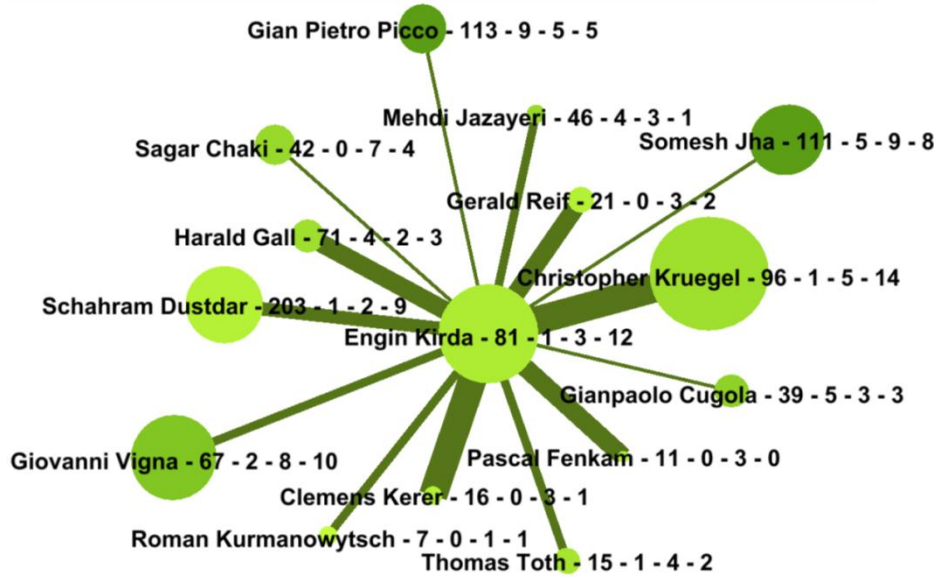 Gian Pietro Picco - 113 - 9 - 5 - 5
Mehdi Jazayeri - 46 - 4 - 3 - 1
Somesh Jha - 111 - 5 - 9 - 8
Sagar Chaki - 42 - 0 - 7 - 4
Gerald Reif - 21 - 0 - 3 - 2
Harald Gall - 71 - 4 - 2 - 3
Christopher Kruegel - 96 - 1 - 5 - 14
Schahram Dustdar - 203 - 1 - 2 - 9
Engin Kirda - 81 - 1 - 3 - 12
Gianpaolo Cugola - 39 - 5 - 3 - 3
Giovanni Vigna - 67 - 2 - 8 - 10
Pascal Fenkam - 11 - 0 - 3 - 0
Clemens Kerer - 16 - 0 - 3 - 1
Roman Kurmanowytsch - 7 - 0 - 1 - 1
Thomas Toth - 15 - 1 - 4 - 2